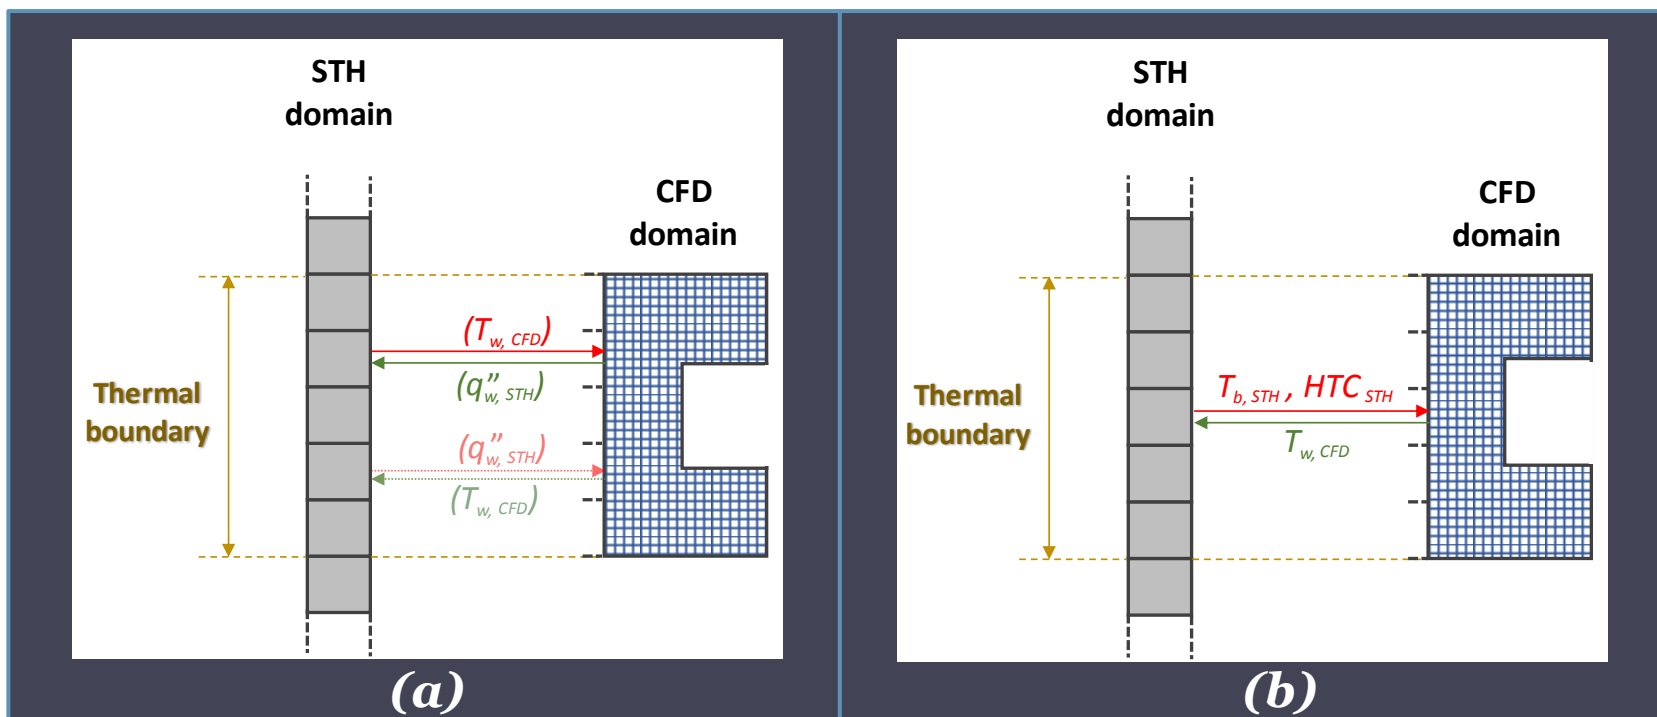 STH
domain
CFD
domain
(T_w, CFD)
(q"_w, STH)
Thermal
boundary
(q"_w, STH)
(T_w, CFD)
(a)
STH
domain
CFD
domain
T_b, STH , HTC_STH
Thermal
boundary
T_w, CFD
(b)